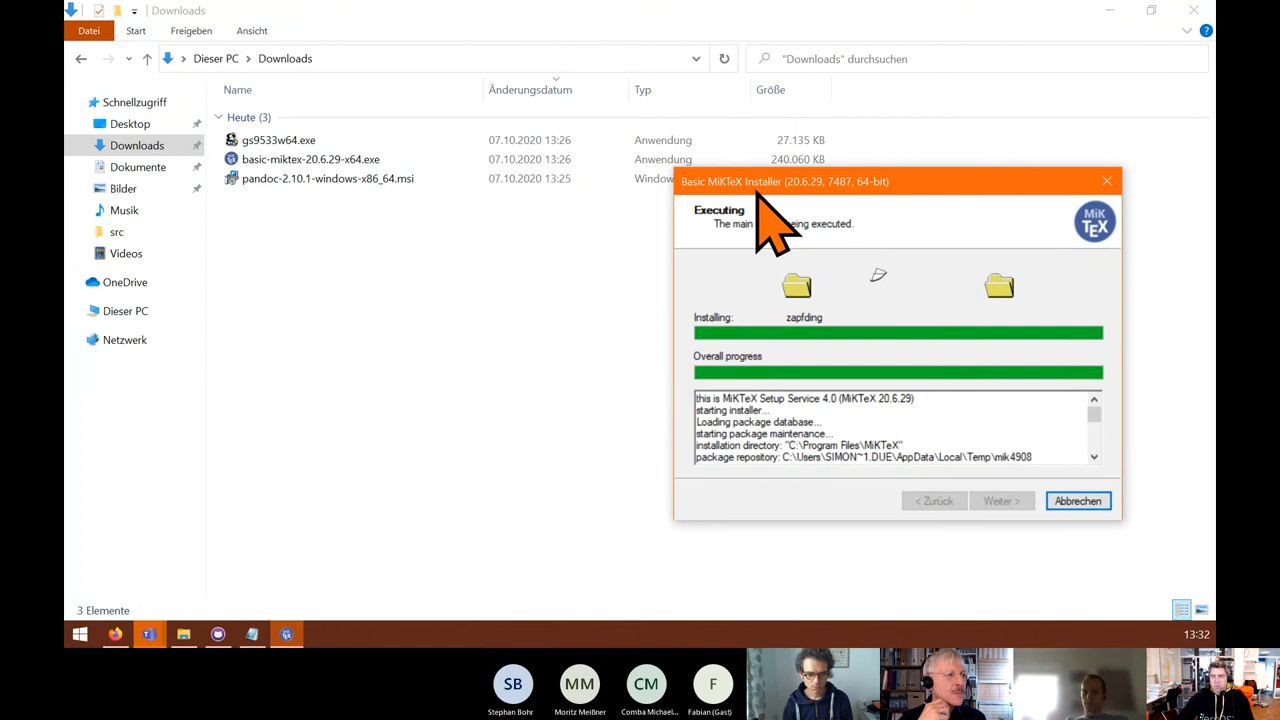 Downloads
Datei Start Freigeben Ansicht
Dieser PC Downloads
"Downloads" durchsuchen
Name Änderungsdatum Typ Größe
Heute (3)
gs9533w64.exe 07.10.2020 13:26 Anwendung 27.135 KB
basic-miktex-20.6.29-x64.exe 07.10.2020 13:26 Anwendung 240.060 KB
pandoc-2.10.1-windows-x86_64.msi 07.10.2020 13:25
Schnellzugriff
Desktop
Downloads
Dokumente
Bilder
Musik
src
Videos
OneDrive
Dieser PC
Netzwerk
Basic MiKTeX Installer (20.6.29, 7487, 64-bit)
Executing
The main being executed.
MiK
TEX
Installing: zapfding
Overall progress
this is MiKTeX Setup Service 4.0 (MiKTeX 20.6.29)
starting installer...
Loading package database...
starting package maintenance...
installation directory: "C:\Program Files\MiKTeX"
package repository: C:\Users\SIMON~1.DUE\AppData\Local\Temp\mik4908
< Zurück Weiter > Abbrechen
3 Elemente
13:32
SB MM CM F
Stephan Bohr Moritz Meißner Comba Michael... Fabian (Gast)